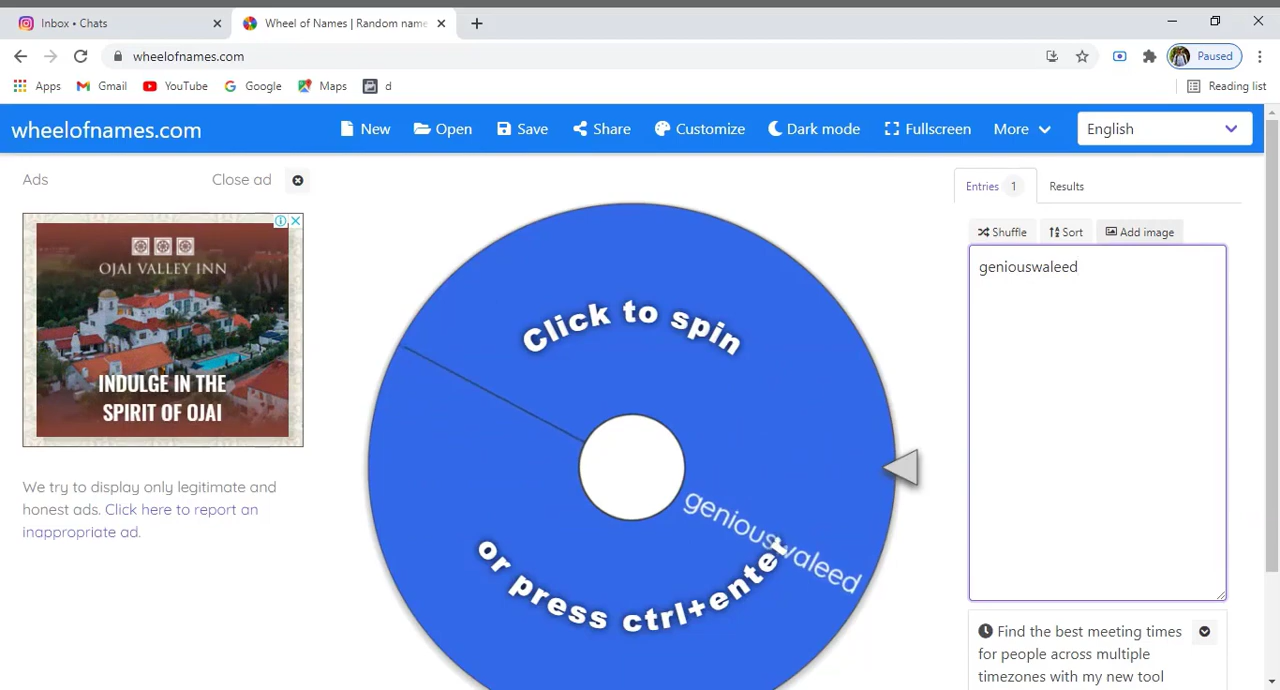 Inbox • Chats
Wheel of Names | Random name
wheelofnames.com
Paused
Apps
Gmail
YouTube
Google
Maps
d
Reading list
wheelofnames.com
New
Open
Save
Share
Customize
Dark mode
Fullscreen
More
English
Ads
Close ad
OJAI VALLEY INN
INDULGE IN THE
SPIRIT OF OJAI
We try to display only legitimate and
honest ads. Click here to report an
inappropriate ad.
Click to spin
geniouswaleed
or press ctrl+enter
Entries 1
Results
Shuffle
Sort
Add image
geniouswaleed
Find the best meeting times
for people across multiple
timezones with my new tool